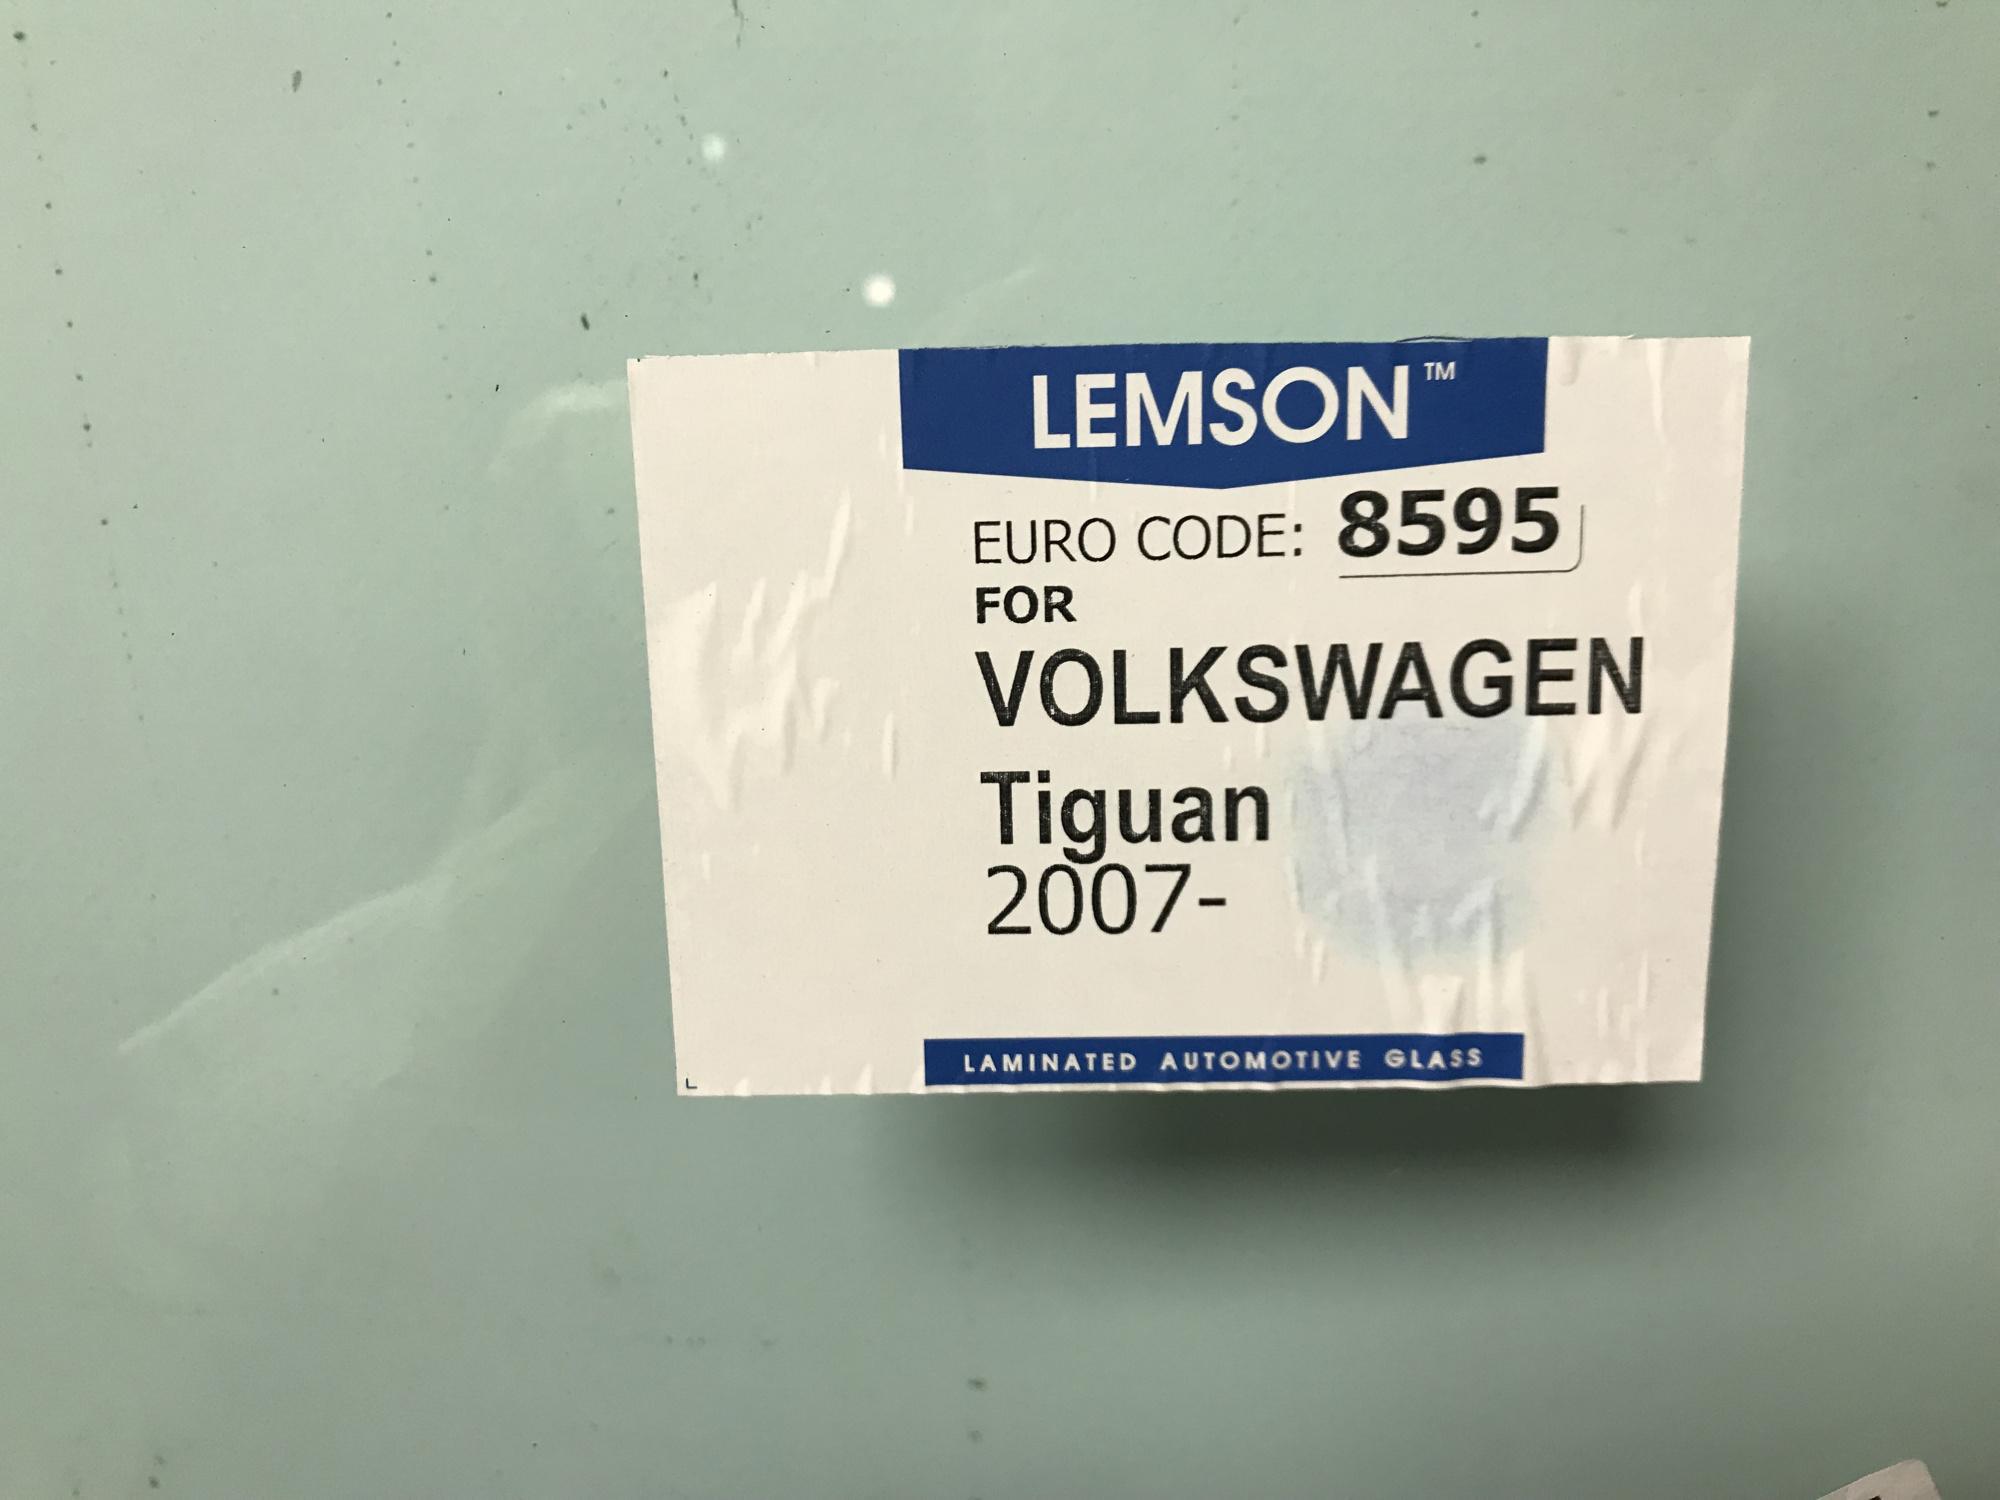 LEMSON™
EURO CODE: 8595
FOR
VOLKSWAGEN
Tiguan
2007-
LAMINATED AUTOMOTIVE GLASS